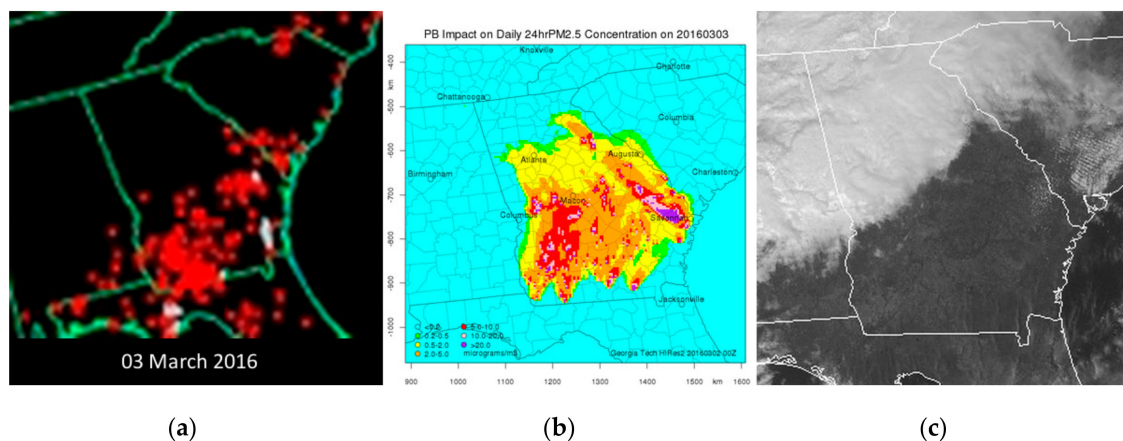 03 March 2016
PB Impact on Daily 24hrPM2.5 Concentration on 20160303
Knoxville
Charlotte
Chattanooga
Columbia
Atlanta
Augusta
Charleston
Birmingham
Macon
Columbus
Savannah
Jacksonville
km
-400
-500
-600
-700
-800
-900
-1000
<0.2
0.2-0.5
0.5-2.0
2.0-5.0
5.0-10.0
10.0-20.0
>20.0
micrograms/m3
Georgia Tech HiRes2 20160302 00Z
900 1000 1100 1200 1300 1400 1500 km 1600
(a) (b) (c)